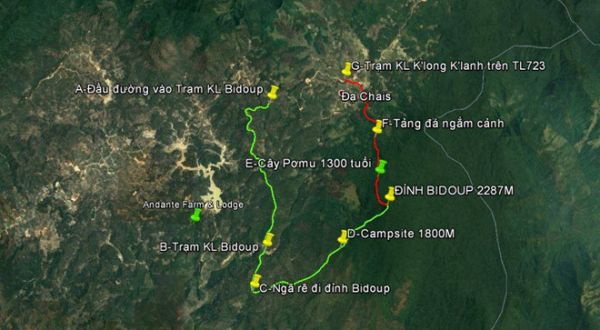 G-Trạm KL K'long K'lanh trên TL723
A-Đầu đường vào Trạm KL Bidoup
Đa Chais
F-Tảng đá ngắm cảnh
E-Cây Pơmu 1300 tuổi
ĐỈNH BIDOUP 2287M
Andante Farm & Lodge
D-Campsite 1800M
B-Trạm KL Bidoup
C-Ngã rẽ đi đỉnh Bidoup